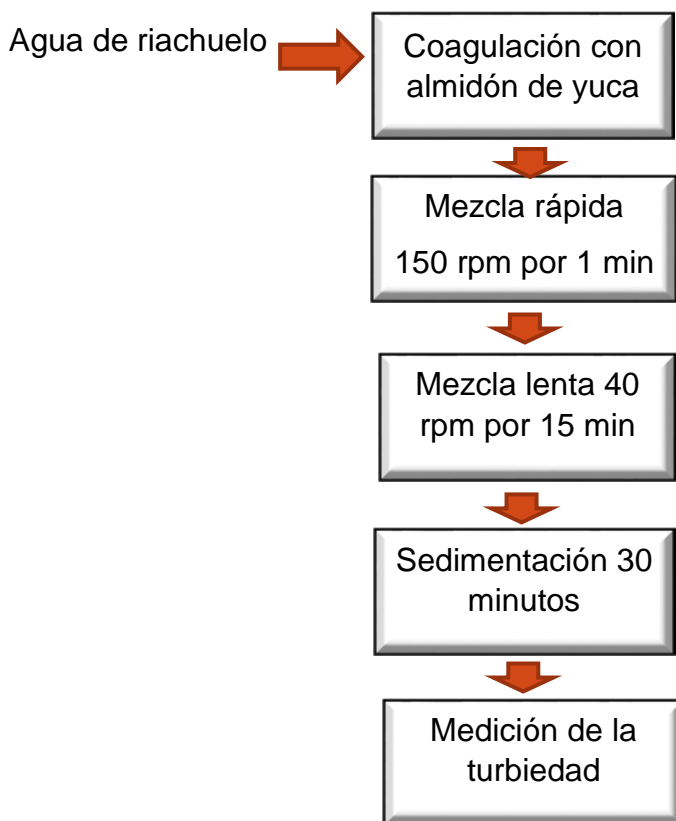 Agua de riachuelo
Coagulación con
almidón de yuca
Mezcla rápida
150 rpm por 1 min
Mezcla lenta 40
rpm por 15 min
Sedimentación 30
minutos
Medición de la
turbiedad